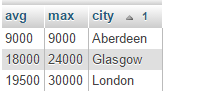 avg max city 1
9000 9000 Aberdeen
18000 24000 Glasgow
19500 30000 London